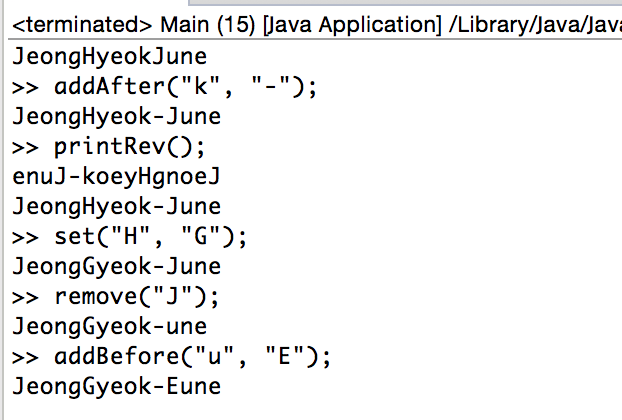 <terminated> Main (15) [Java Application] /Library/Java/Java
JeongHyeokJune
>> addAfter("k", "-");
JeongHyeok-June
>> printRev();
enuJ-koeyHgnoeJ
JeongHyeok-June
>> set("H", "G");
JeongGyeok-June
>> remove("J");
JeongGyeok-une
>> addBefore("u", "E");
JeongGyeok-Eune